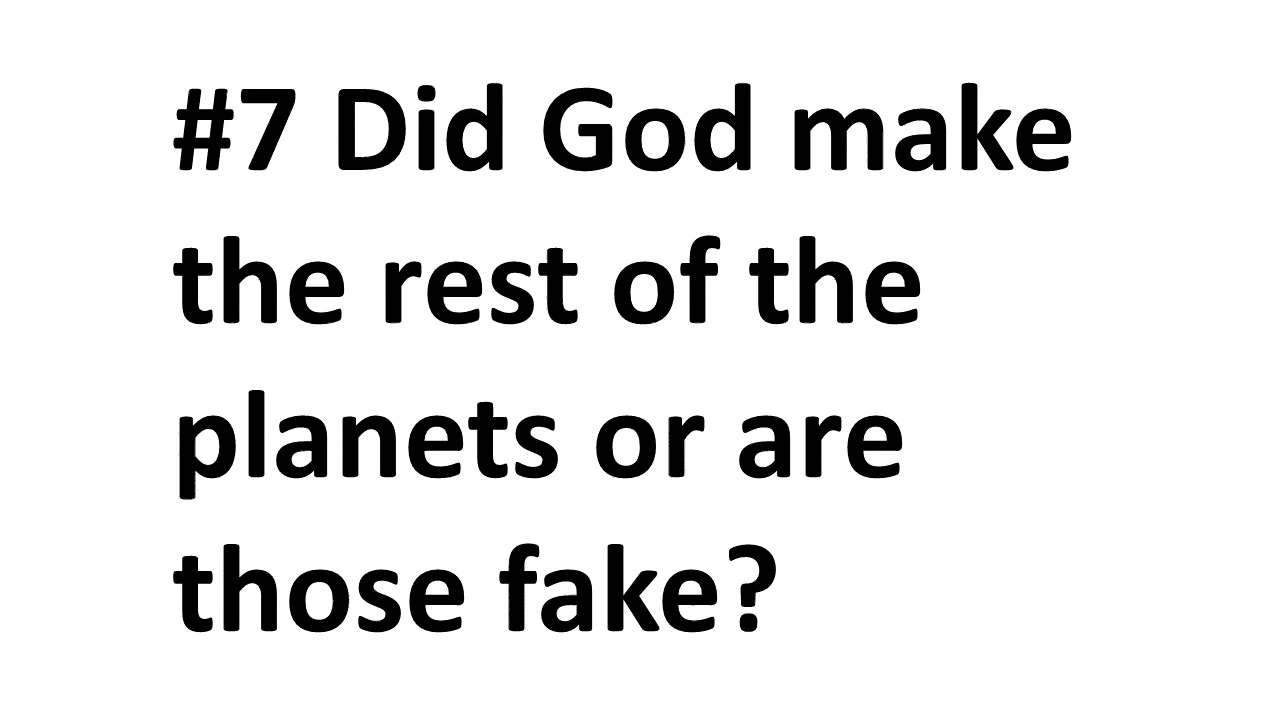 #7 Did God make
the rest of the
planets or are
those fake?